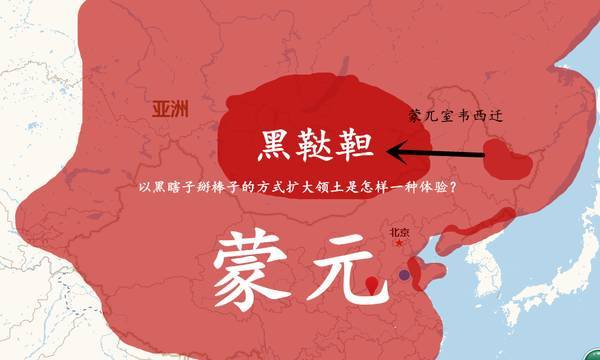 亚洲
蒙兀室韦西迁
黑鞑靼
以黑瞎子掰棒子的方式扩大领土是怎样一种体验？
北京
蒙元